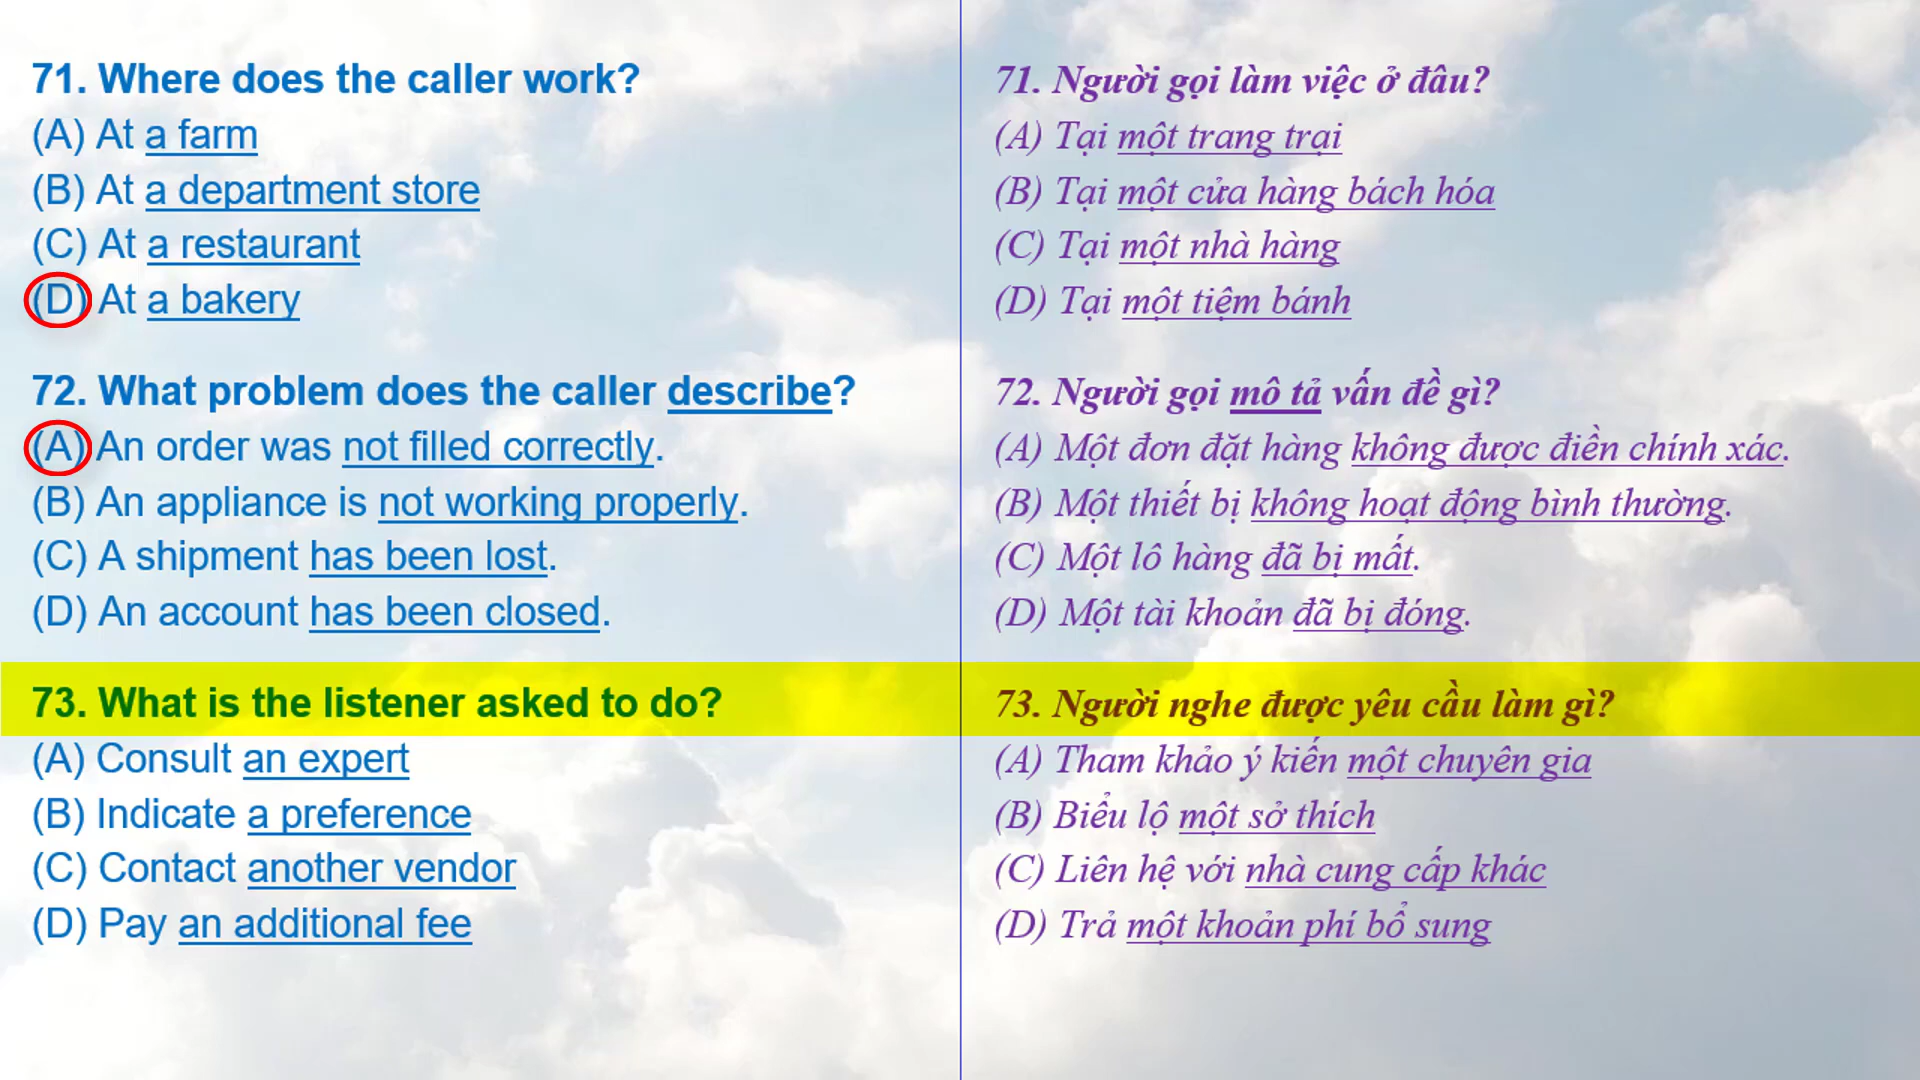 71. Where does the caller work?
(A) At a farm
(B) At a department store
(C) At a restaurant
(D) At a bakery
72. What problem does the caller describe?
(A) An order was not filled correctly.
(B) An appliance is not working properly.
(C) A shipment has been lost.
(D) An account has been closed.
73. What is the listener asked to do?
(A) Consult an expert
(B) Indicate a preference
(C) Contact another vendor
(D) Pay an additional fee
71. Người gọi làm việc ở đâu?
(A) Tại một trang trại
(B) Tại một cửa hàng bách hóa
(C) Tại một nhà hàng
(D) Tại một tiệm bánh
72. Người gọi mô tả vấn đề gì?
(A) Một đơn đặt hàng không được điền chính xác.
(B) Một thiết bị không hoạt động bình thường.
(C) Một lô hàng đã bị mất.
(D) Một tài khoản đã bị đóng.
73. Người nghe được yêu cầu làm gì?
(A) Tham khảo ý kiến một chuyên gia
(B) Biểu lộ một sở thích
(C) Liên hệ với nhà cung cấp khác
(D) Trả một khoản phí bổ sung